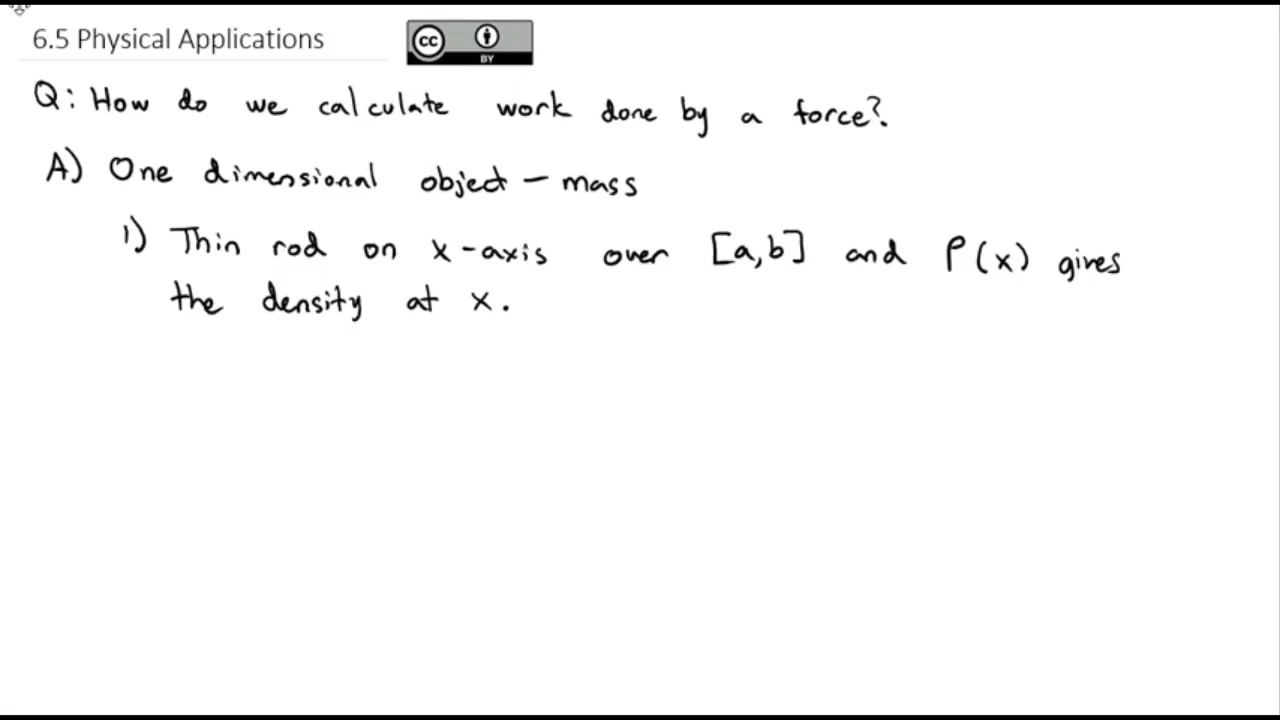 6.5 Physical Applications
cc BY
Q: How do we calculate work done by a force?
A) One dimensional object - mass
1) Thin rod on x-axis over [a,b] and ρ(x) gives
the density at x.